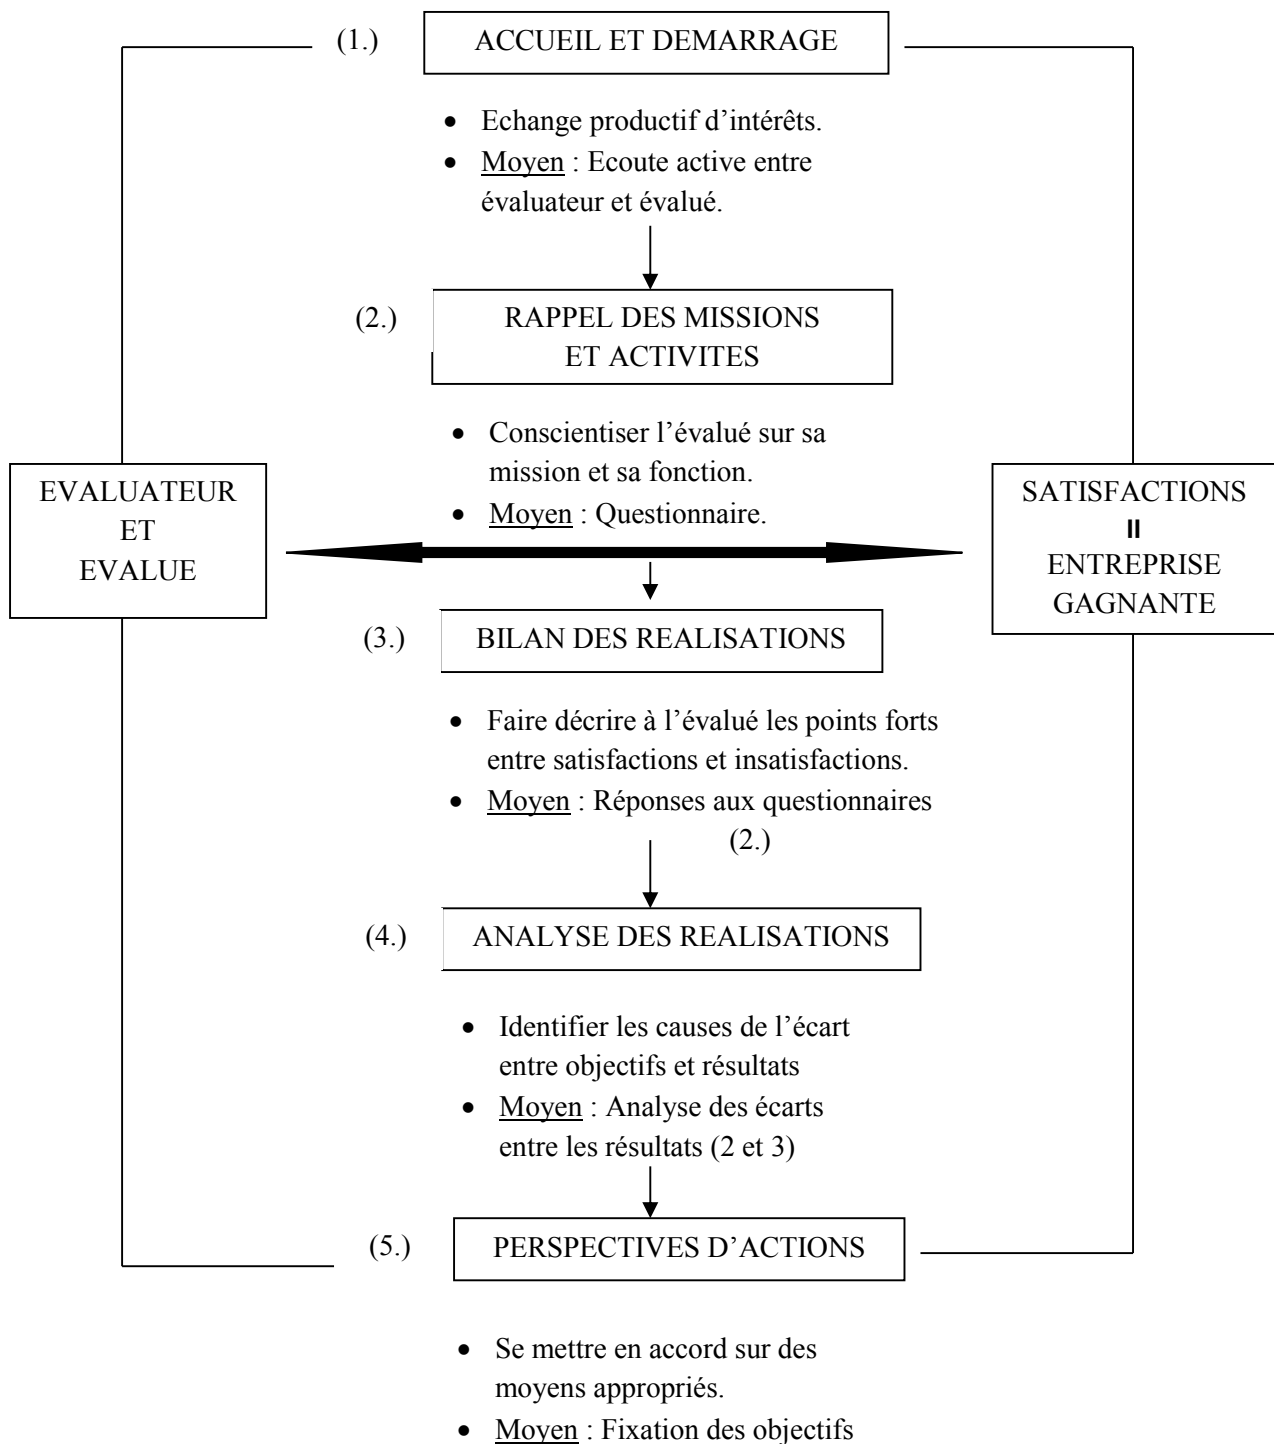 (1.) ACCUEIL ET DEMARRAGE
• Echange productif d’intérêts.
• Moyen : Ecoute active entre
évaluateur et évalué.
(2.) RAPPEL DES MISSIONS
ET ACTIVITES
• Conscientiser l’évalué sur sa
mission et sa fonction.
• Moyen : Questionnaire.
EVALUATEUR
ET
EVALUE
SATISFACTIONS
=
ENTREPRISE
GAGNANTE
(3.) BILAN DES REALISATIONS
• Faire décrire à l’évalué les points forts
entre satisfactions et insatisfactions.
• Moyen : Réponses aux questionnaires
(2.)
(4.) ANALYSE DES REALISATIONS
• Identifier les causes de l’écart
entre objectifs et résultats
• Moyen : Analyse des écarts
entre les résultats (2 et 3)
(5.) PERSPECTIVES D’ACTIONS
• Se mettre en accord sur des
moyens appropriés.
• Moyen : Fixation des objectifs